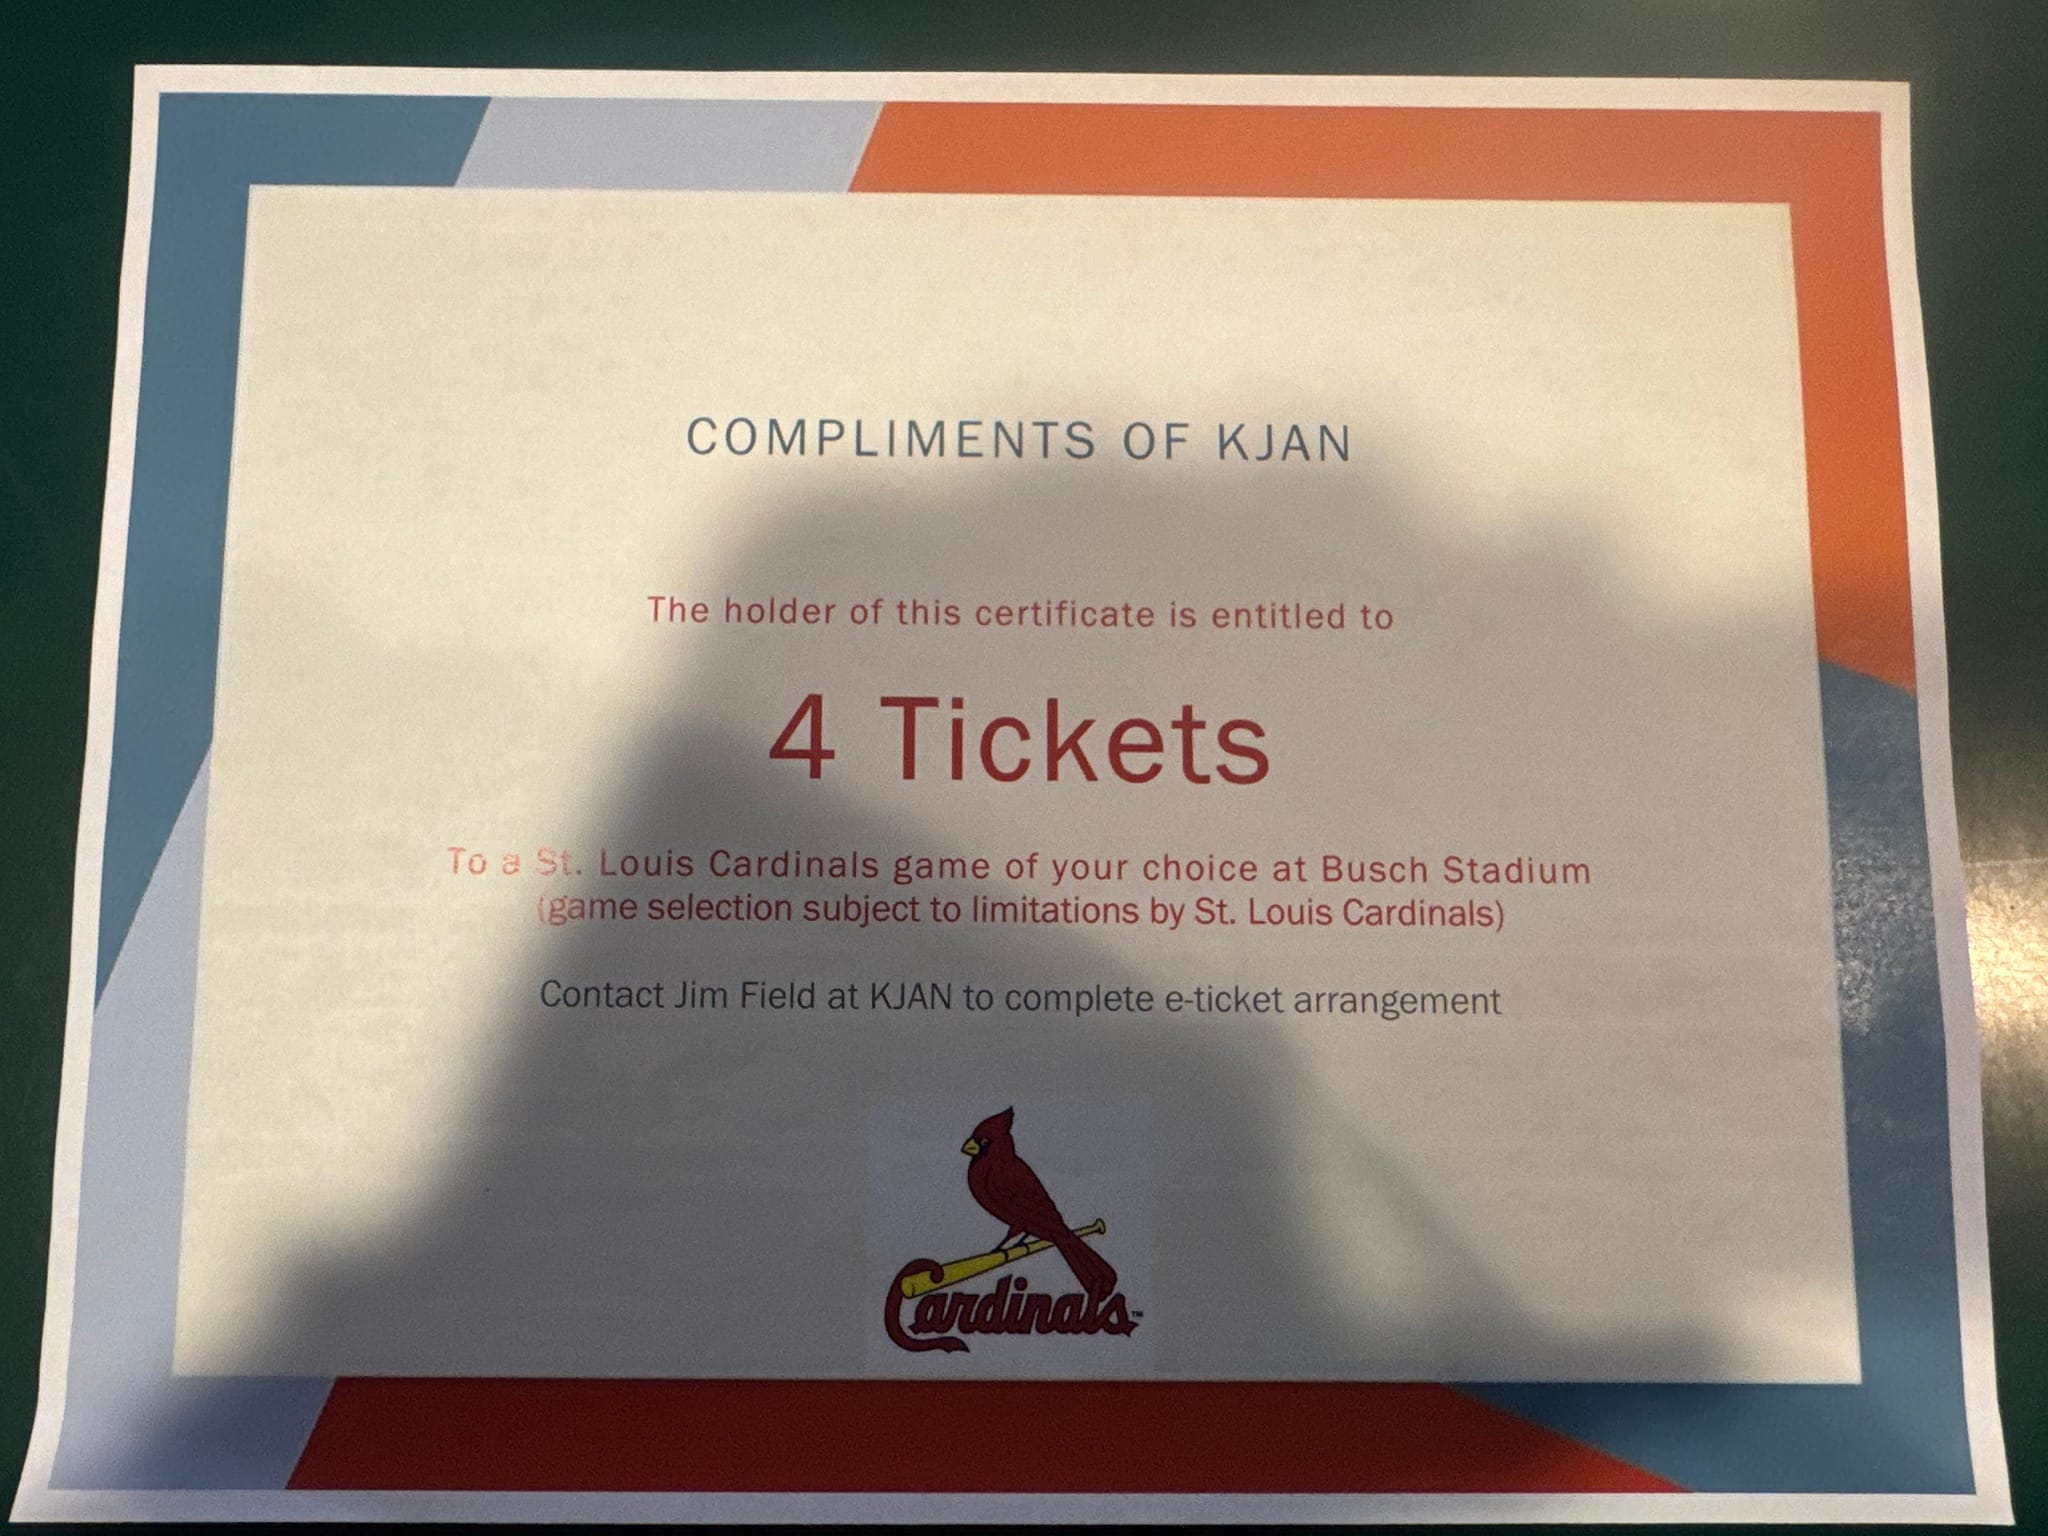 COMPLIMENTS OF KJAN
The holder of this certificate is entitled to
4 Tickets
To a St. Louis Cardinals game of your choice at Busch Stadium
(game selection subject to limitations by St. Louis Cardinals)
Contact Jim Field at KJAN to complete e-ticket arrangement
Cardinals™